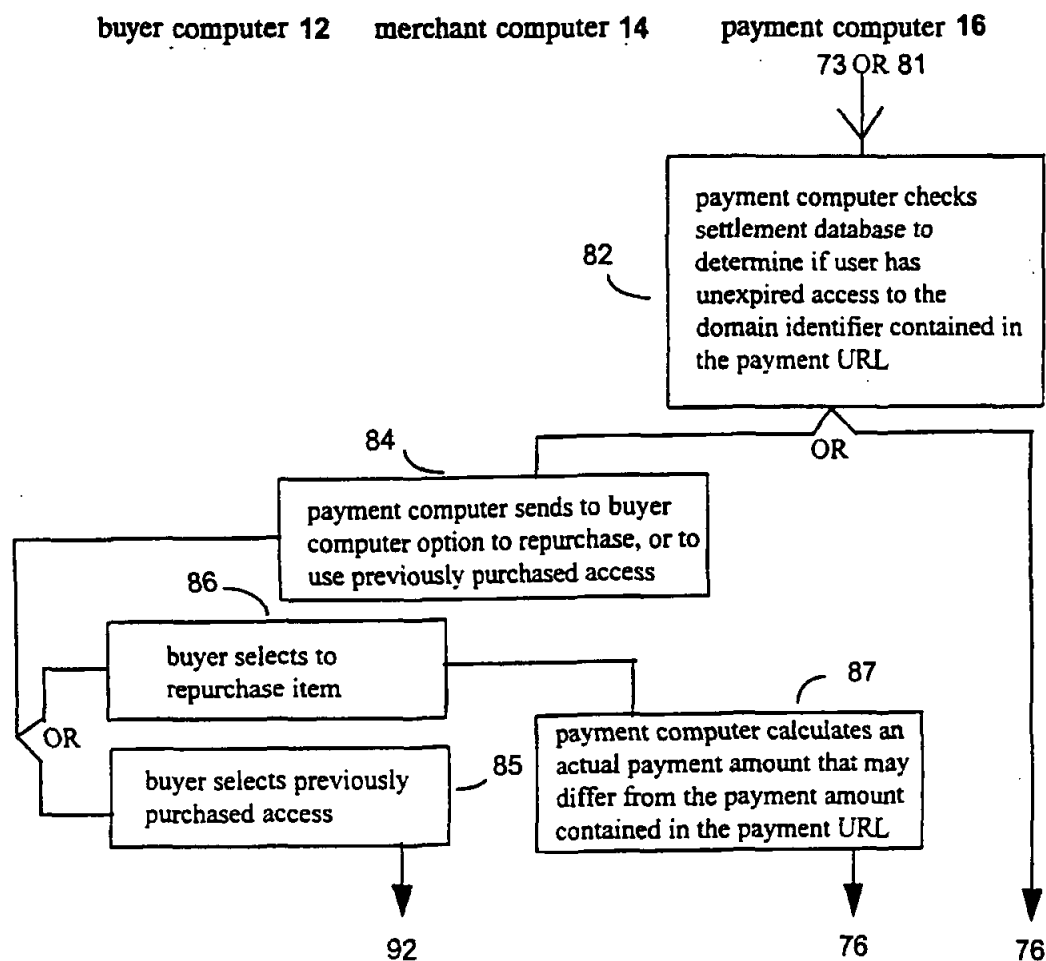 buyer computer 12 merchant computer 14 payment computer 16
73 OR 81
payment computer checks
settlement database to
determine if user has
unexpired access to the
domain identifier contained in
the payment URL
82
OR
84
payment computer sends to buyer
computer option to repurchase, or to
use previously purchased access
86
buyer selects to
repurchase item
87
payment computer calculates an
actual payment amount that may
differ from the payment amount
contained in the payment URL
OR
buyer selects previously
purchased access
85
92
76
76